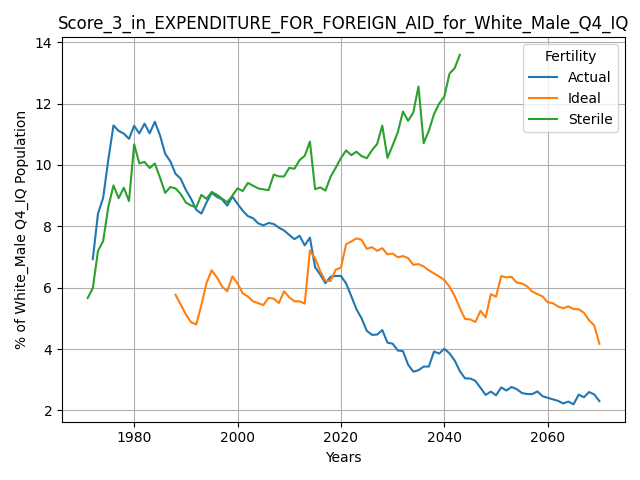 Score_3_in_EXPENDITURE_FOR_FOREIGN_AID_for_White_Male_Q4_IQ
% of White_Male Q4_IQ Population
14
12
10
8
6
4
2
Fertility
Actual
Ideal
Sterile
1980 2000 2020 2040 2060
Years